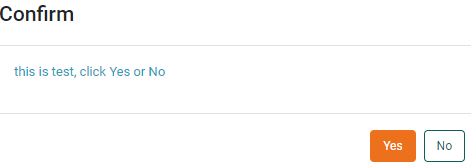 Confirm
this is test, click Yes or No
Yes No